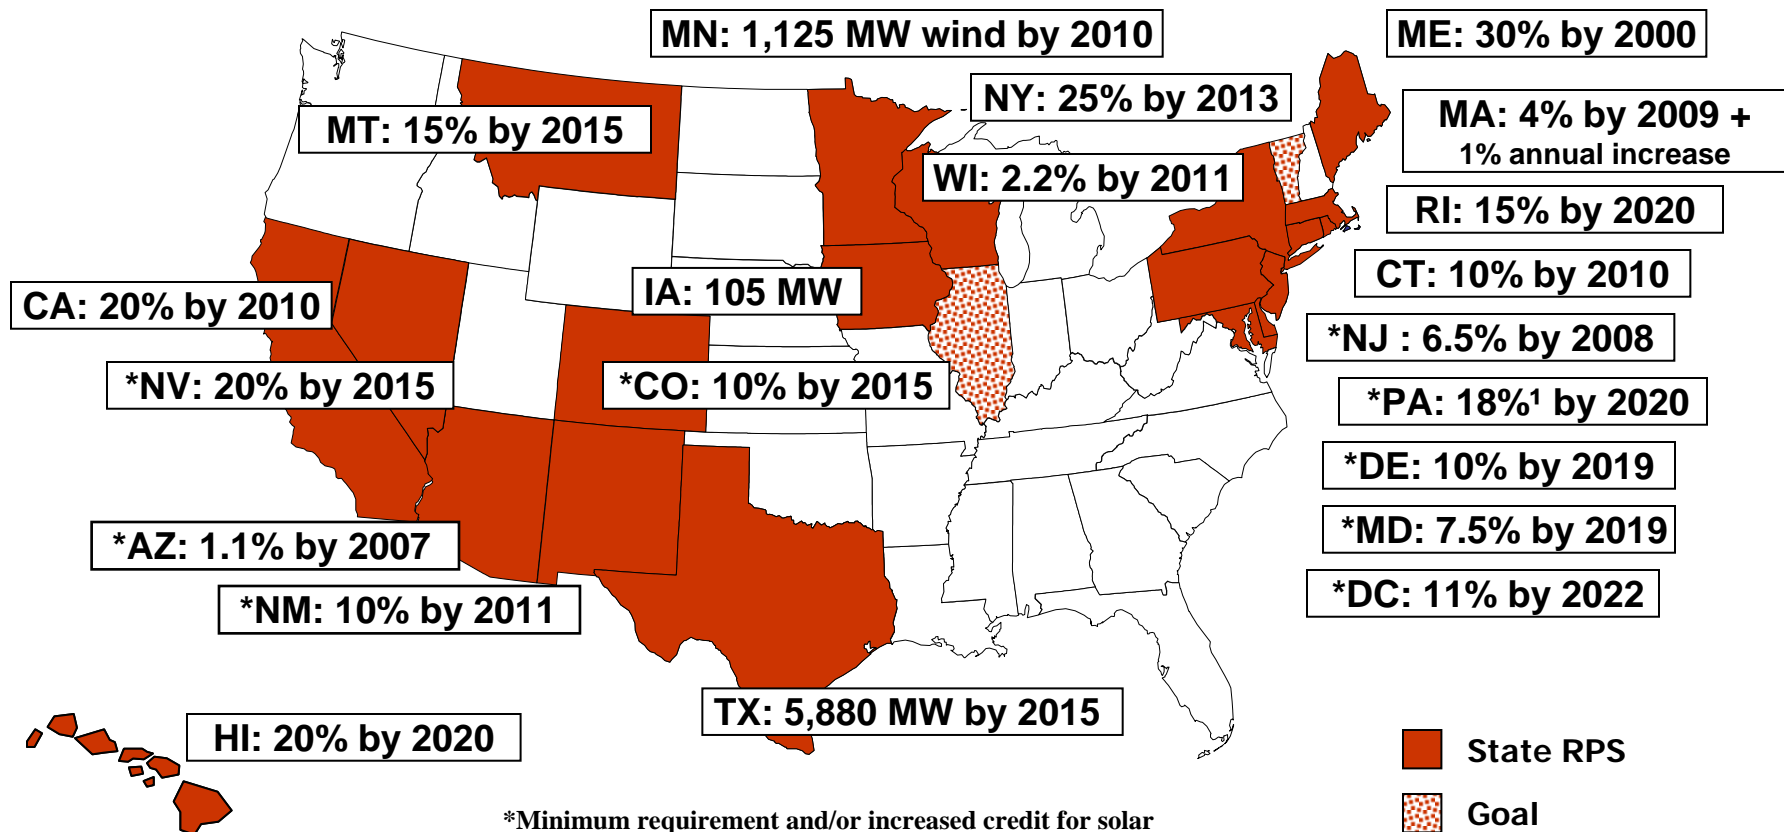 MN: 1,125 MW wind by 2010
ME: 30% by 2000
NY: 25% by 2013
MA: 4% by 2009 +
1% annual increase
MT: 15% by 2015
WI: 2.2% by 2011
RI: 15% by 2020
CT: 10% by 2010
IA: 105 MW
CA: 20% by 2010
*NJ : 6.5% by 2008
*NV: 20% by 2015
*CO: 10% by 2015
*PA: 18%¹ by 2020
*DE: 10% by 2019
*AZ: 1.1% by 2007
*MD: 7.5% by 2019
*NM: 10% by 2011
*DC: 11% by 2022
TX: 5,880 MW by 2015
HI: 20% by 2020
State RPS
Goal
*Minimum requirement and/or increased credit for solar